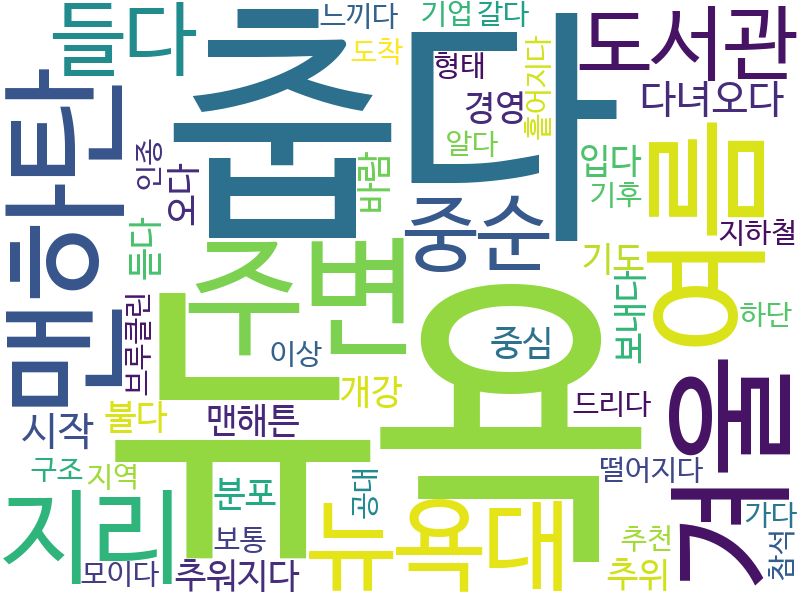 들다
느끼다
기업
갈다
도서관
도착
형태
춥다
맨하탄
경영
흩어지다
다녀오다
알다
인종
오다
바람
입다
기후
여름
중순
지하철
듣다
주변
기도
보내다
브루클린
뉴욕
중심
하단
이상
개강
겨울
시작
불다
맨해튼
드리다
구조
지역
분포
공대
떨어지다
지리
뉴욕대
가다
모이다
보통
추워지다
추천
추위
참석